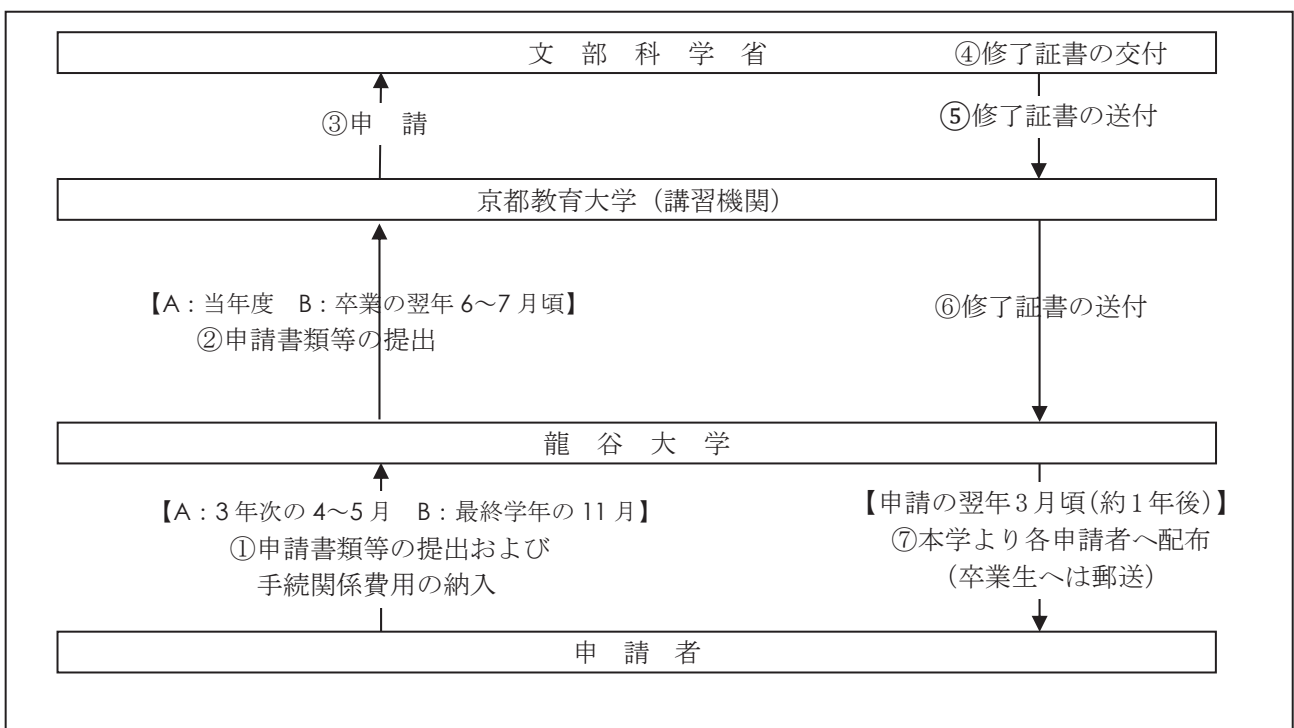 文　部　科　学　省
④修了証書の交付
③申　請
⑤修了証書の送付
京都教育大学（講習機関）
【A：当年度　B：卒業の翌年 6～7 月頃】
②申請書類等の提出
⑥修了証書の送付
龍　谷　大　学
【A：3 年次の 4～5 月　B：最終学年の 11 月】
①申請書類等の提出および
手続関係費用の納入
【申請の翌年3月頃(約1年後)】
⑦本学より各申請者へ配布
（卒業生へは郵送）
申　請　者